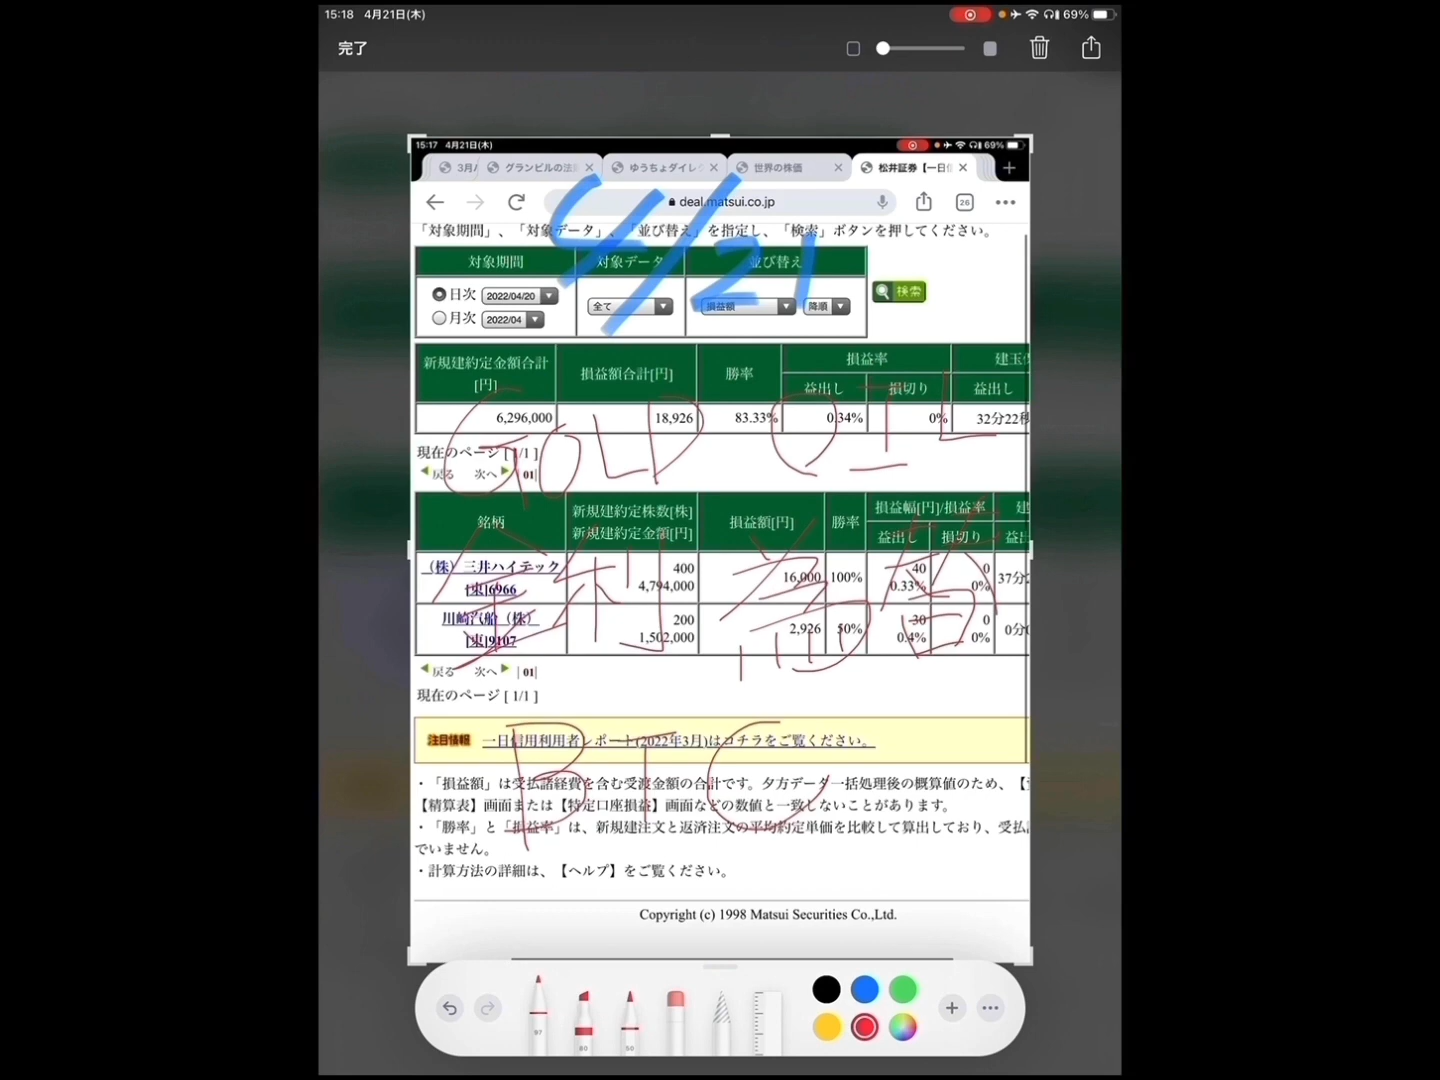 15:18 4月21日(木)
69%
完了
15:17 4月21日(木)
69%
3月/
グランビルの法
ゆうちょダイレク
世界の株価
松井証券【一日信
deal.matsui.co.jp
26
4/21
「対象期間」、「対象データ」、「並び替え」を指定し、「検索」ボタンを押してください。
対象期間 対象データ 並び替え
日次 2022/04/20 全て 損益額 降順 検索
月次 2022/04
新規建約定金額合計[円] 損益額合計[円] 勝率 損益率 建玉
益出し 損切り 益出し
6,296,000 18,926 83.33% 0.34% 0% 32分22秒
GOLD OIL
現在のページ [ 1/1 ]
戻る 次へ |01|
銘柄 新規建約定株数[株] 新規建約定金額[円] 損益額[円] 勝率 損益幅[円]/損益率 建
益出し 損切り 益出
(株)三井ハイテック 400 16,000 100% 40 0 37分
[東]6966 4,794,000 0.33% 0%
金利
川崎汽船(株) 200 2,926 50% 30 0 0分
[東]9107 1,502,000 0.4% 0%
戻る 次へ |01|
現在のページ [ 1/1 ]
注目情報 一日信用利用者レポート(2022年3月)はコチラをご覧ください。
BTC
・「損益額」は受払諸経費を含む受渡金額の合計です。夕方データ一括処理後の概算値のため、【
【精算表】画面または【特定口座損益】画面などの数値と一致しないことがあります。
・「勝率」と「損益率」は、新規建注文と返済注文の平均約定単価を比較して算出しており、受払
でいません。
・計算方法の詳細は、【ヘルプ】をご覧ください。
Copyright (c) 1998 Matsui Securities Co.,Ltd.
97 80 50